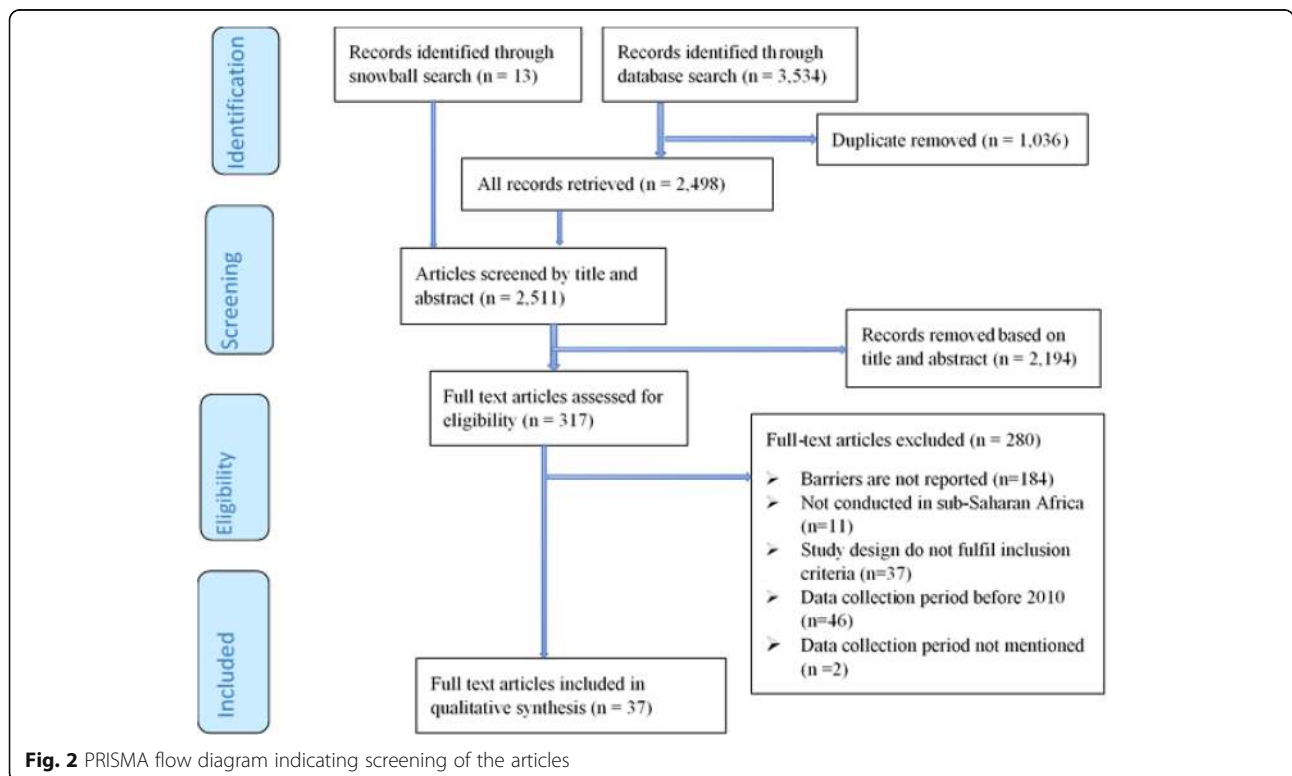 Identification
Records identified through
snowball search (n = 13)
Records identified through
database search (n = 3,534)
Duplicate removed (n = 1,036)
All records retrieved (n = 2,498)
Screening
Articles screened by title and
abstract (n = 2,511)
Records removed based on
title and abstract (n = 2,194)
Eligibility
Full text articles assessed for
eligibility (n = 317)
Full-text articles excluded (n = 280)
➢ Barriers are not reported (n=184)
➢ Not conducted in sub-Saharan Africa
(n=11)
➢ Study design do not fulfil inclusion
criteria (n=37)
➢ Data collection period before 2010
(n=46)
➢ Data collection period not mentioned
(n =2)
Included
Full text articles included in
qualitative synthesis (n = 37)
Fig. 2 PRISMA flow diagram indicating screening of the articles